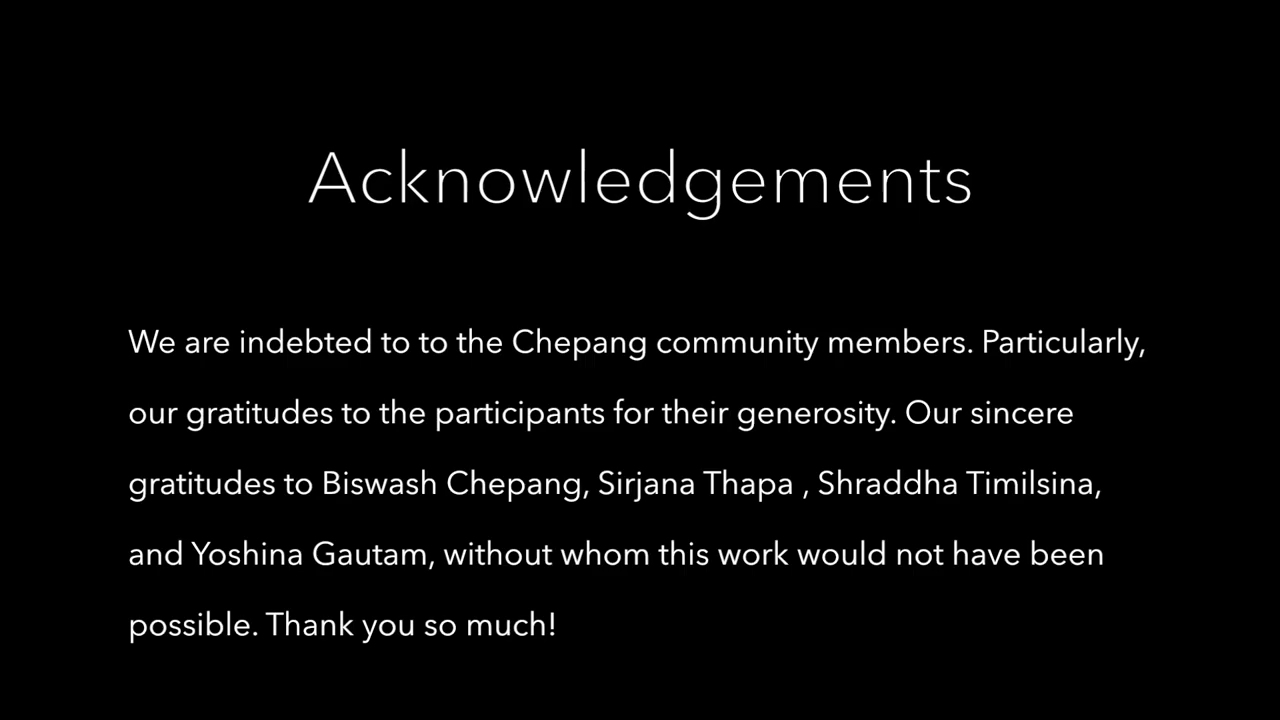 Acknowledgements
We are indebted to to the Chepang community members. Particularly,
our gratitudes to the participants for their generosity. Our sincere
gratitudes to Biswash Chepang, Sirjana Thapa , Shraddha Timilsina,
and Yoshina Gautam, without whom this work would not have been
possible. Thank you so much!